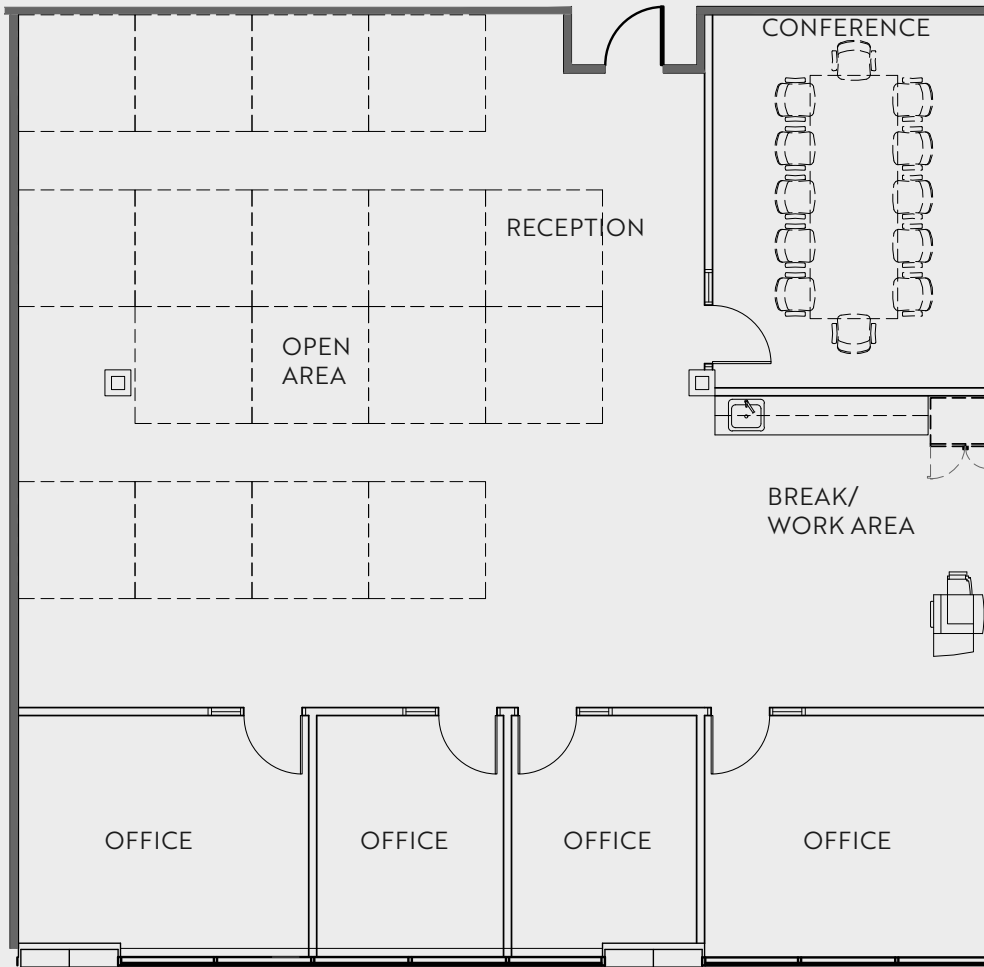 CONFERENCE
RECEPTION
OPEN
AREA
BREAK/
WORK AREA
OFFICE
OFFICE
OFFICE
OFFICE